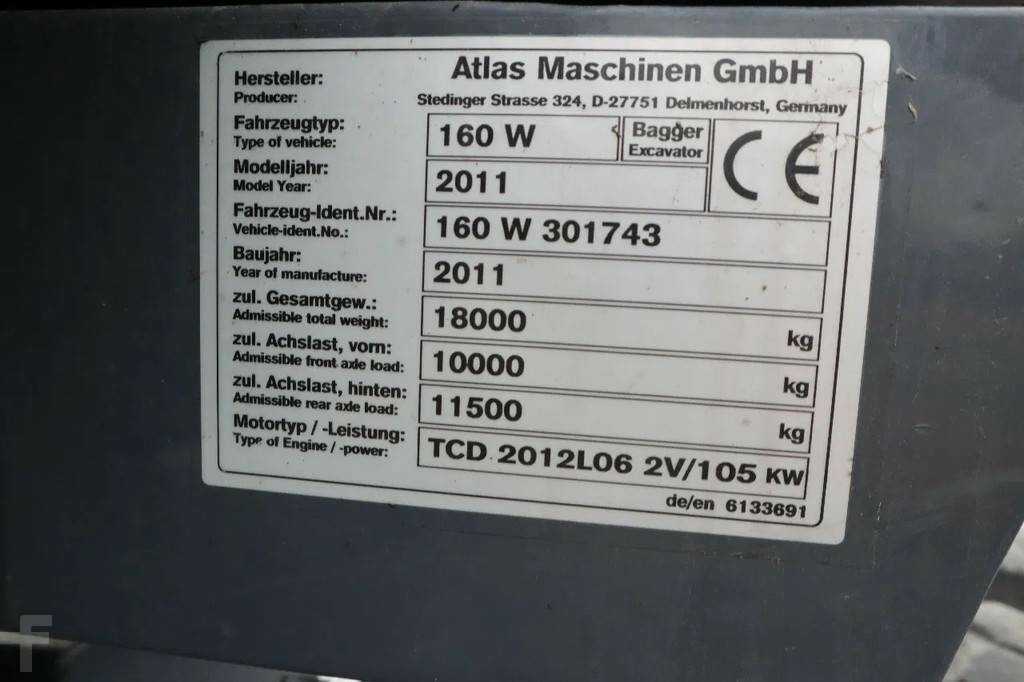 Hersteller: Atlas Maschinen GmbH
Producer: Stedinger Strasse 324, D-27751 Delmenhorst, Germany
Fahrzeugtyp: 160 W Bagger
Type of vehicle: Excavator
CE
Modelljahr: 2011
Model Year:
Fahrzeug-Ident.Nr.: 160 W 301743
Vehicle-ident.No.:
Baujahr: 2011
Year of manufacture:
zul. Gesamtgew.: 18000 kg
Admissible total weight:
zul. Achslast, vorn: 10000 kg
Admissible front axle load:
zul. Achslast, hinten: 11500 kg
Admissible rear axle load:
Motortyp / -Leistung: TCD 2012L06 2V/105 KW
Type of Engine / -power:
de/en 6133691
F